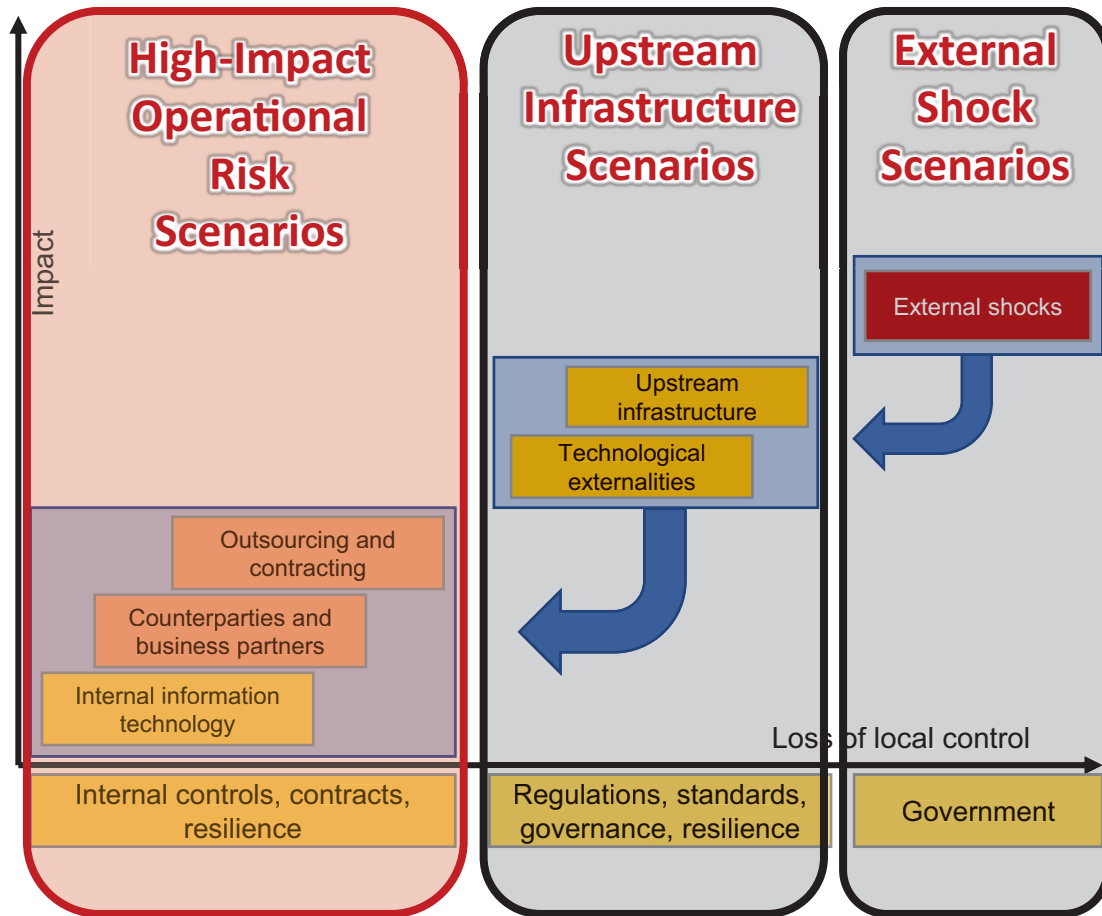 High-Impact
Operational
Risk
Scenarios
Upstream
Infrastructure
Scenarios
External
Shock
Scenarios
Impact
External shocks
Upstream
infrastructure
Technological
externalities
Outsourcing and
contracting
Counterparties and
business partners
Internal information
technology
Loss of local control
Internal controls, contracts,
resilience
Regulations, standards,
governance, resilience
Government